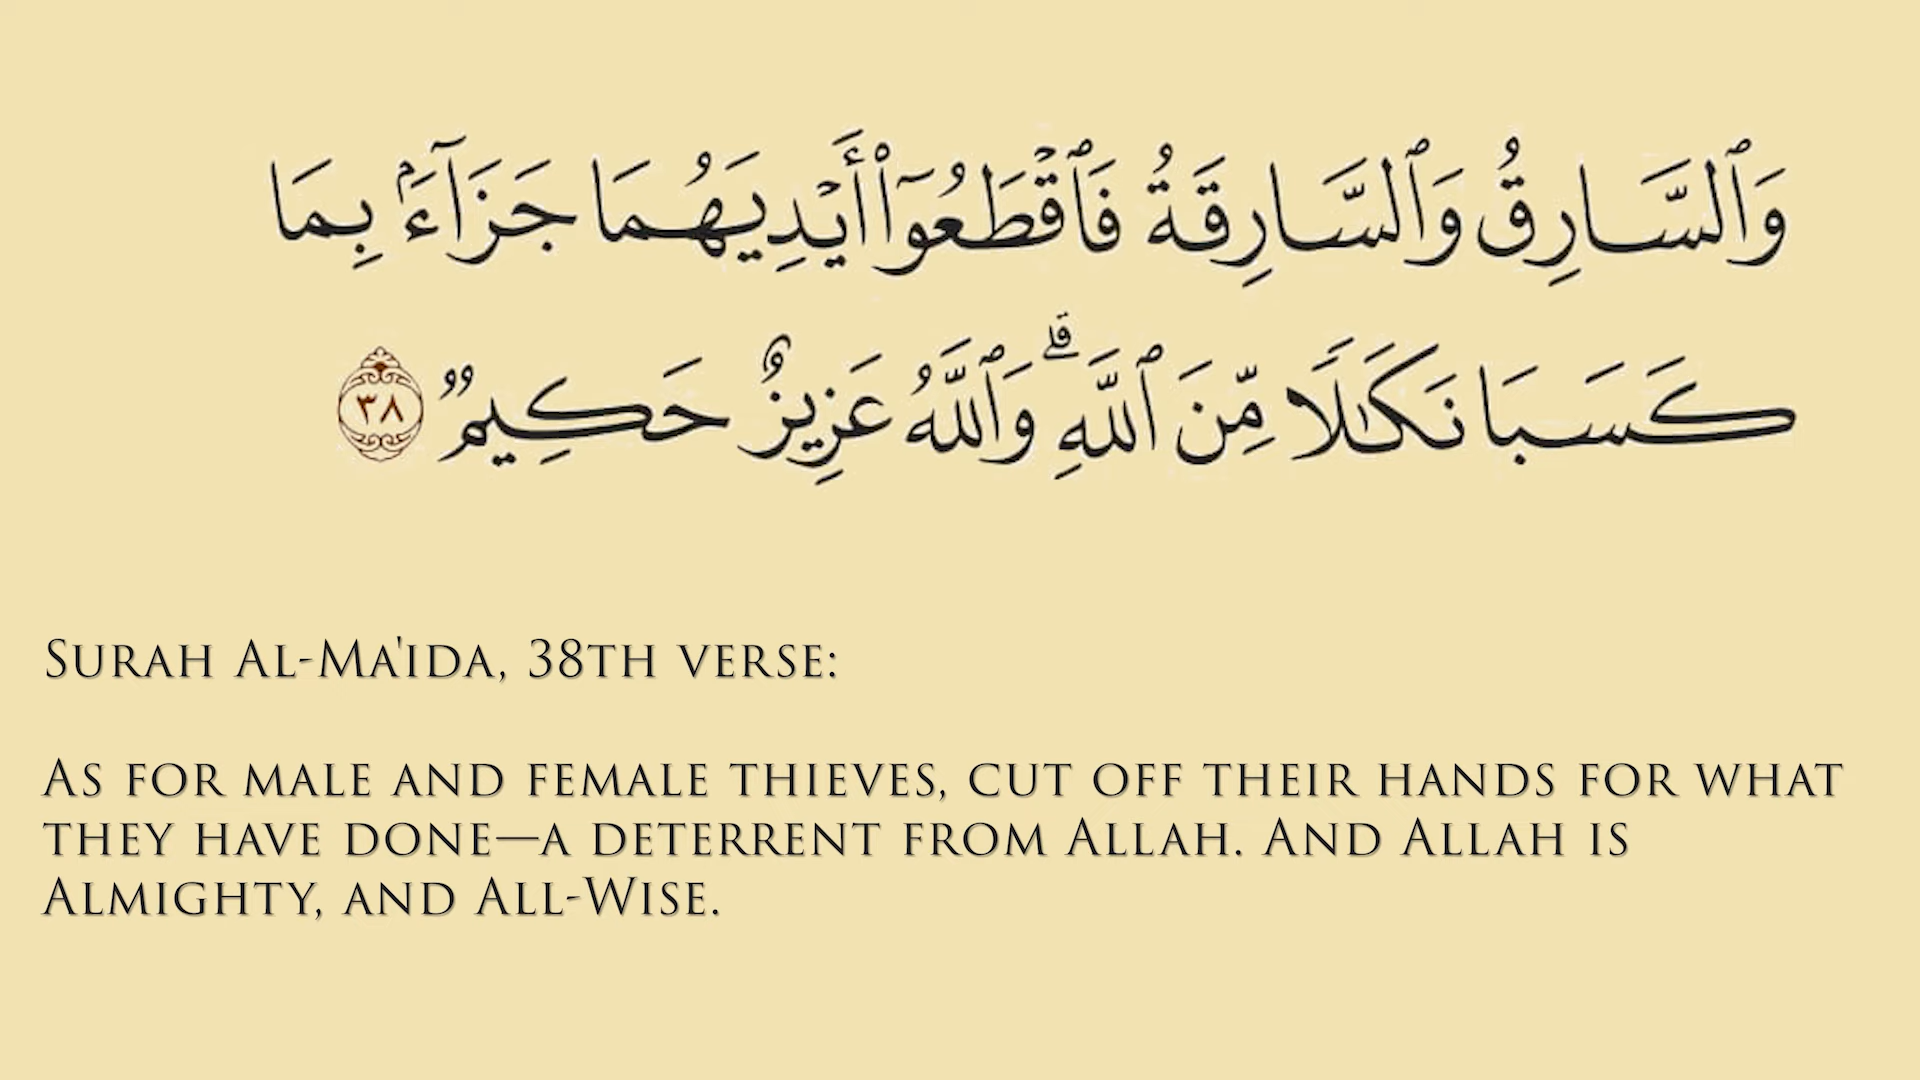 وَٱلسَّارِقُ وَٱلسَّارِقَةُ فَٱقْطَعُوٓا۟ أَيْدِيَهُمَا جَزَآءًۢ بِمَا
كَسَبَا نَكَـٰلًا مِّنَ ٱللَّهِ ۗ وَٱللَّهُ عَزِيزٌ حَكِيمٌ ٣٨
Surah Al-Ma'ida, 38th verse:
As for male and female thieves, cut off their hands for what
they have done—a deterrent from Allah. And Allah is
Almighty, and All-Wise.